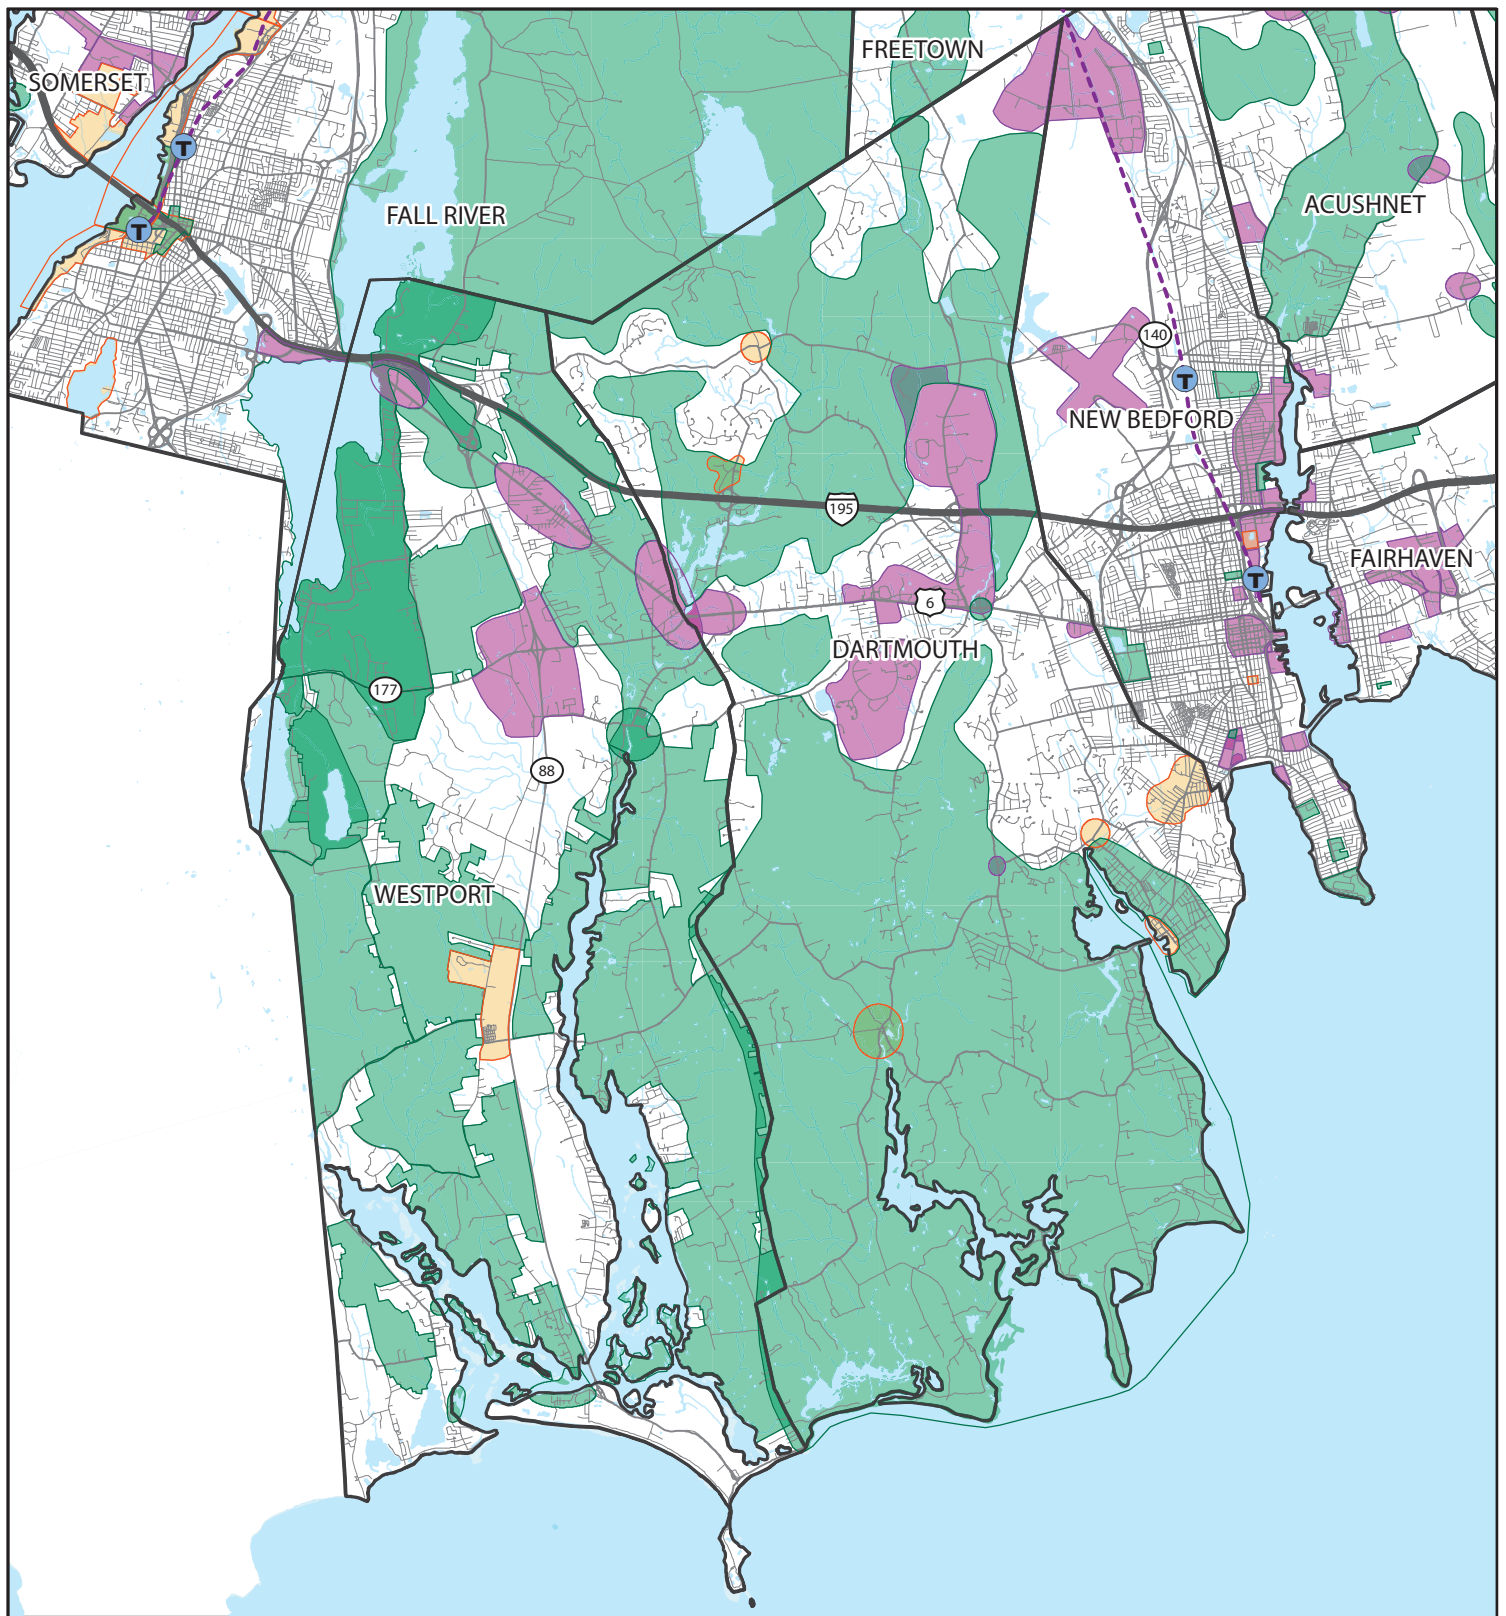 FREETOWN
SOMERSET
T
ACUSHNET
FALL RIVER
T
140
T
NEW BEDFORD
195
FAIRHAVEN
T
6
DARTMOUTH
177
88
WESTPORT